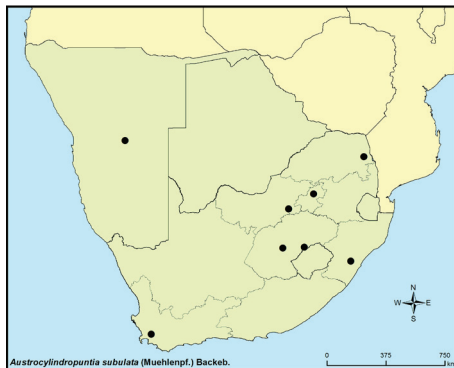 N
W E
S
Austrocylindropuntia subulata (Muehlenpf.) Backeb.
0 375 750
km